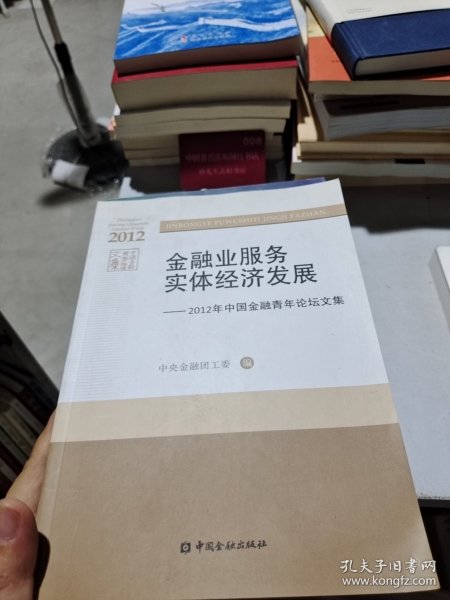 2012
JINRONGYE FUWUSHITI JINGJI FAZHAN
金融业服务
实体经济发展
——2012年中国金融青年论坛文集
中央金融团工委 编
中国金融出版社
608
孔夫子旧书网
www.kongfz.com